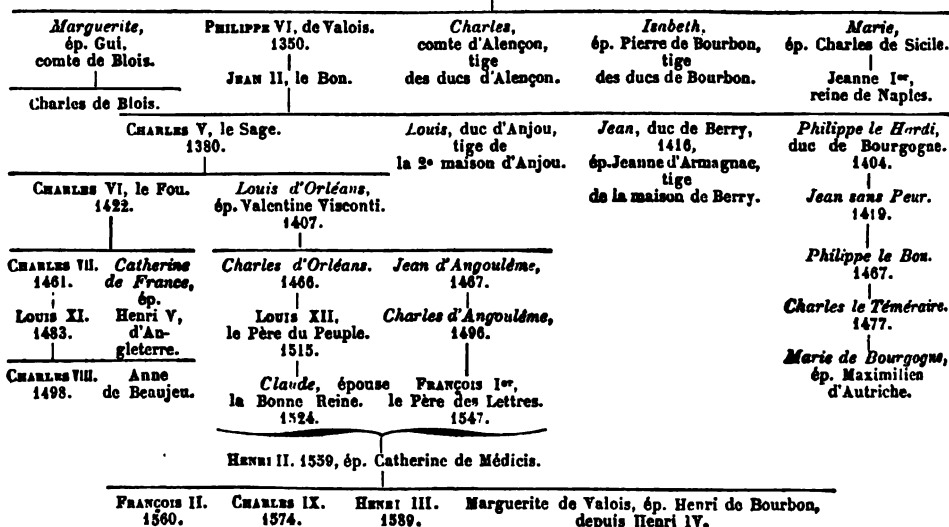 Marguerite,
ép. Gui,
comte de Blois.
Charles de Blois.
PHILIPPE VI, de Valois.
1350.
JEAN II, le Bon.
Charles,
comte d'Alençon,
tige
des ducs d'Alençon.
Isabeth,
ép. Pierre de Bourbon,
tige
des ducs de Bourbon.
Marie,
ép. Charles de Sicile.
Jeanne Ire,
reine de Naples.
CHARLES V, le Sage.
1380.
Louis, duc d'Anjou,
tige de
la 2e maison d'Anjou.
Jean, duc de Berry,
1416,
ép. Jeanne d'Armagnac,
tige
de la maison de Berry.
Philippe le Hardi,
duc de Bourgogne.
1404.
Jean sans Peur.
1419.
Philippe le Bon.
1467.
Charles le Téméraire.
1477.
Marie de Bourgogne,
ép. Maximilien
d'Autriche.
CHARLES VI, le Fou.
1422.
Louis d'Orléans,
ép. Valentine Visconti.
1407.
CHARLES VII.
1461.
LOUIS XI.
1483.
CHARLES VIII.
1498.
Catherine
de France,
ép.
Henri V,
d'An-
gleterre.
Anne
de Beaujeu.
Charles d'Orléans.
1466.
LOUIS XII,
le Père du Peuple.
1515.
Claude, épouse
la Bonne Reine.
1524.
Jean d'Angoulême,
1467.
Charles d'Angoulême,
1496.
FRANÇOIS Ier,
le Père des Lettres.
1547.
HENRI II. 1559, ép. Catherine de Médicis.
FRANÇOIS II.
1560.
CHARLES IX.
1574.
HENRI III.
1589.
Marguerite de Valois, ép. Henri de Bourbon,
depuis Henri IV.